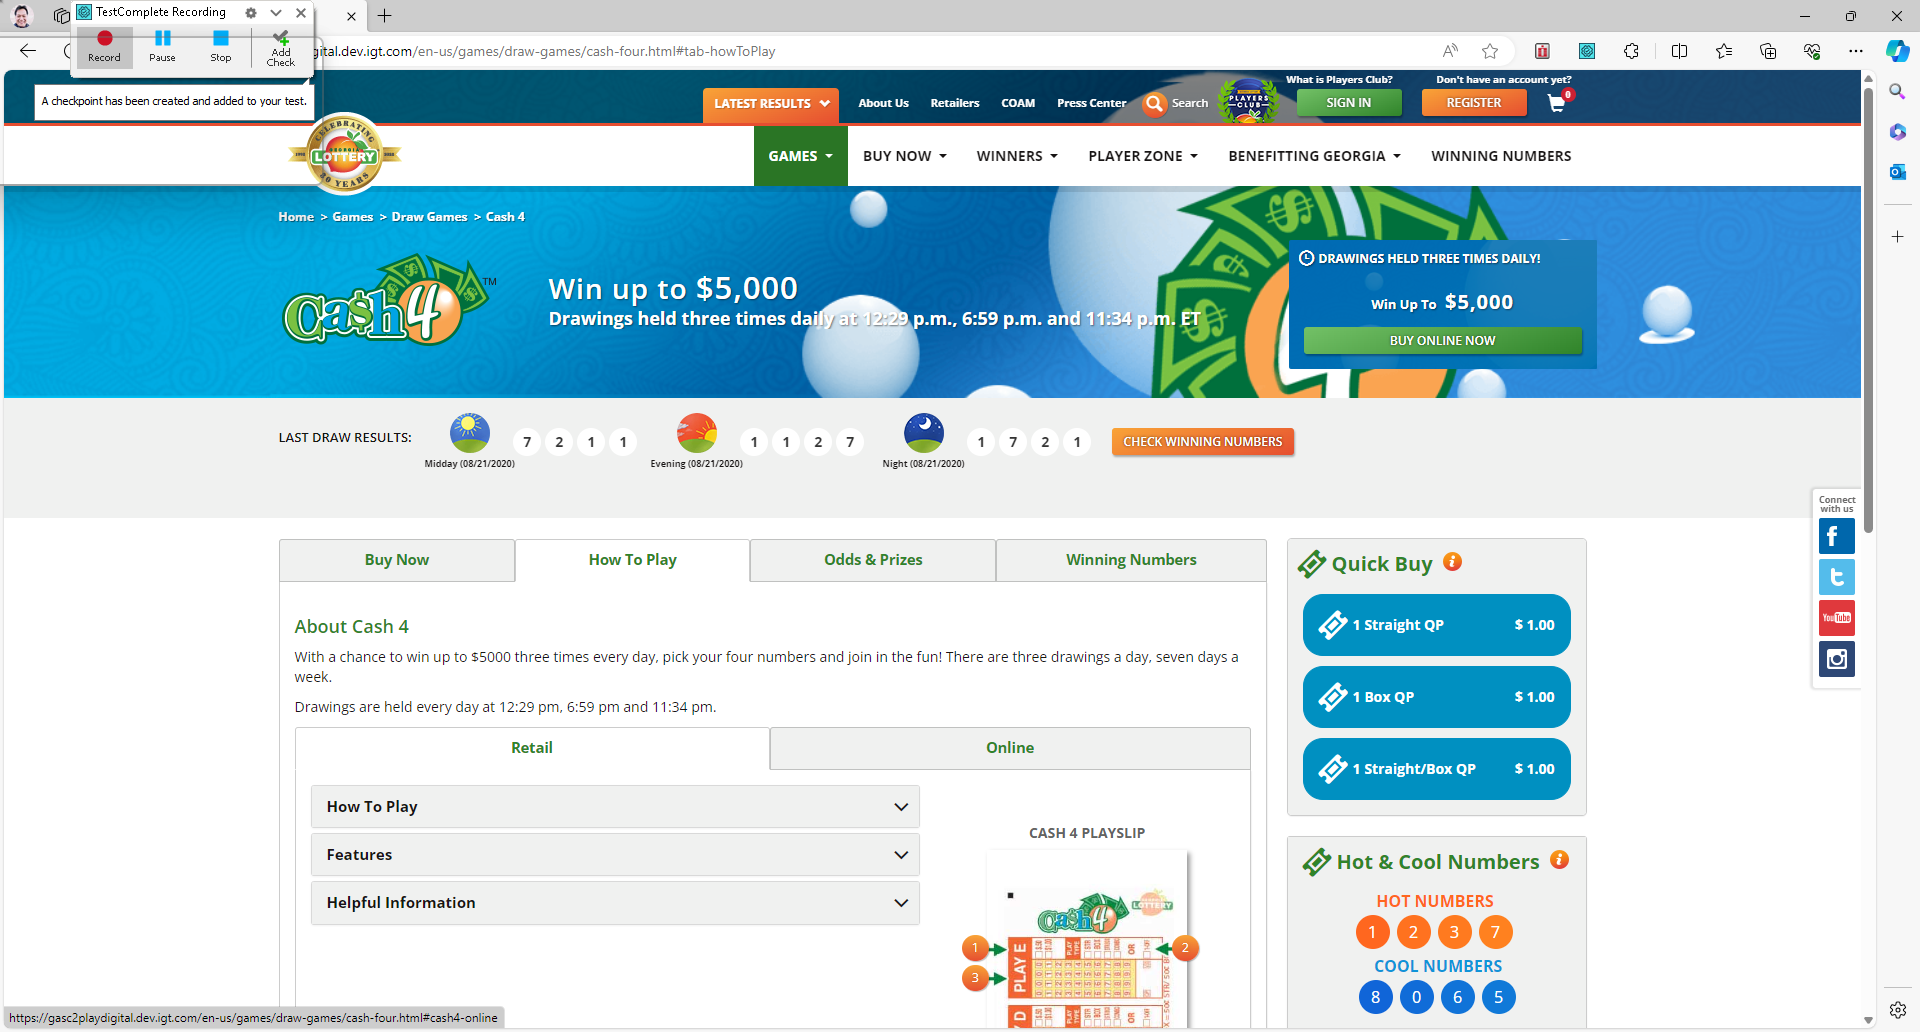 TestComplete Recording
Record
Pause
Stop
Add
Check
A checkpoint has been created and added to your test.
gital.dev.igt.com/en-us/games/draw-games/cash-four.html#tab-howToPlay
LATEST RESULTS
About Us
Retailers
COAM
Press Center
Search
PLAYERS
CLUB
What is Players Club?
SIGN IN
Don't have an account yet?
REGISTER
0
CELEBRATING
GEORGIA
LOTTERY
20 YEARS
GAMES
BUY NOW
WINNERS
PLAYER ZONE
BENEFITTING GEORGIA
WINNING NUMBERS
Home > Games > Draw Games > Cash 4
Cash 4 ™
Win up to $5,000
Drawings held three times daily at 12:29 p.m., 6:59 p.m. and 11:34 p.m. ET
DRAWINGS HELD THREE TIMES DAILY!
Win Up To $5,000
BUY ONLINE NOW
LAST DRAW RESULTS:
Midday (08/21/2020)
7 2 1 1
Evening (08/21/2020)
1 1 2 7
Night (08/21/2020)
1 7 2 1
CHECK WINNING NUMBERS
Connect
with us
f
t
YouTube
Buy Now
How To Play
Odds & Prizes
Winning Numbers
About Cash 4
With a chance to win up to $5000 three times every day, pick your four numbers and join in the fun! There are three drawings a day, seven days a
week.
Drawings are held every day at 12:29 pm, 6:59 pm and 11:34 pm.
Retail
Online
How To Play
Features
Helpful Information
CASH 4 PLAYSLIP
Cash 4
LOTTERY
1
2
3
PLAY E
PLAY TYPE
OR
Y D
Quick Buy
1 Straight QP $ 1.00
1 Box QP $ 1.00
1 Straight/Box QP $ 1.00
Hot & Cool Numbers
HOT NUMBERS
1 2 3 7
COOL NUMBERS
8 0 6 5
https://gasc2playdigital.dev.igt.com/en-us/games/draw-games/cash-four.html#cash4-online